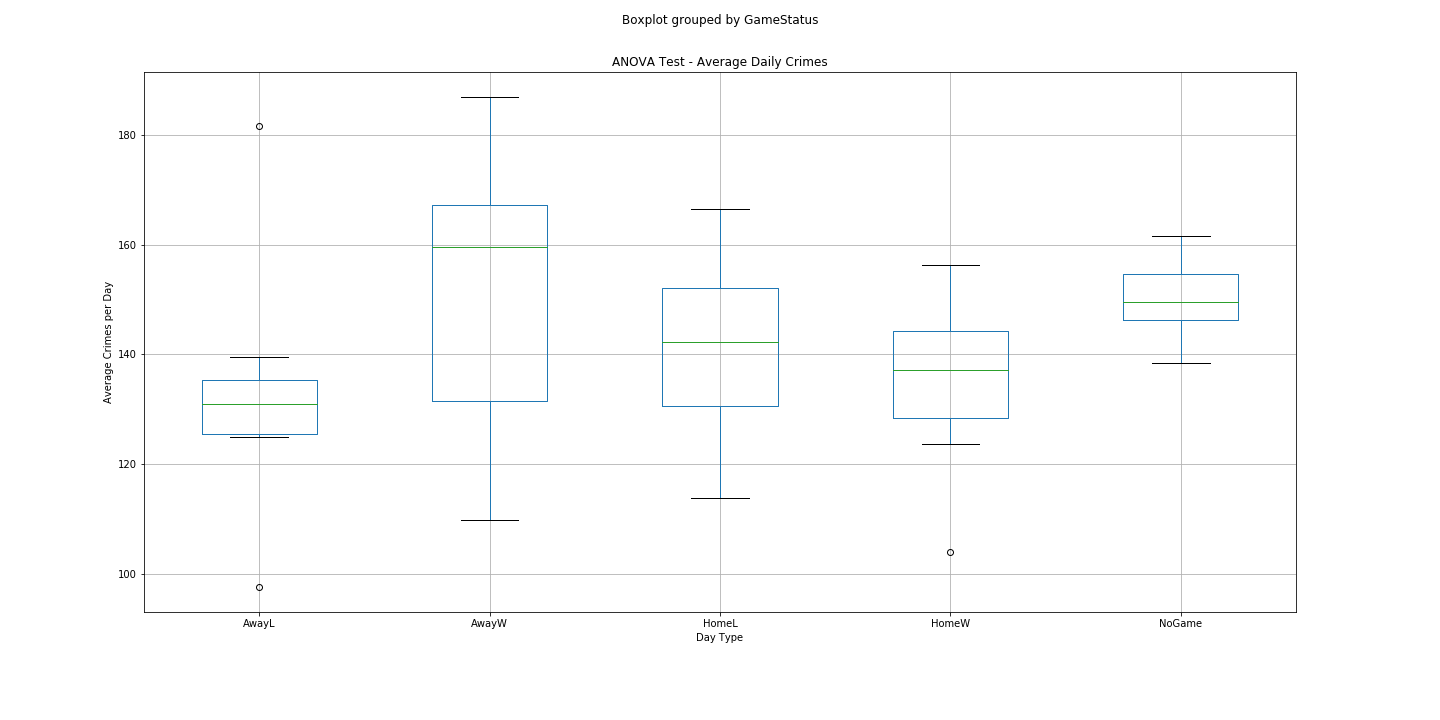 Boxplot grouped by GameStatus
ANOVA Test - Average Daily Crimes
180
160
140
120
100
Average Crimes per Day
AwayL
AwayW
HomeL
HomeW
NoGame
Day Type